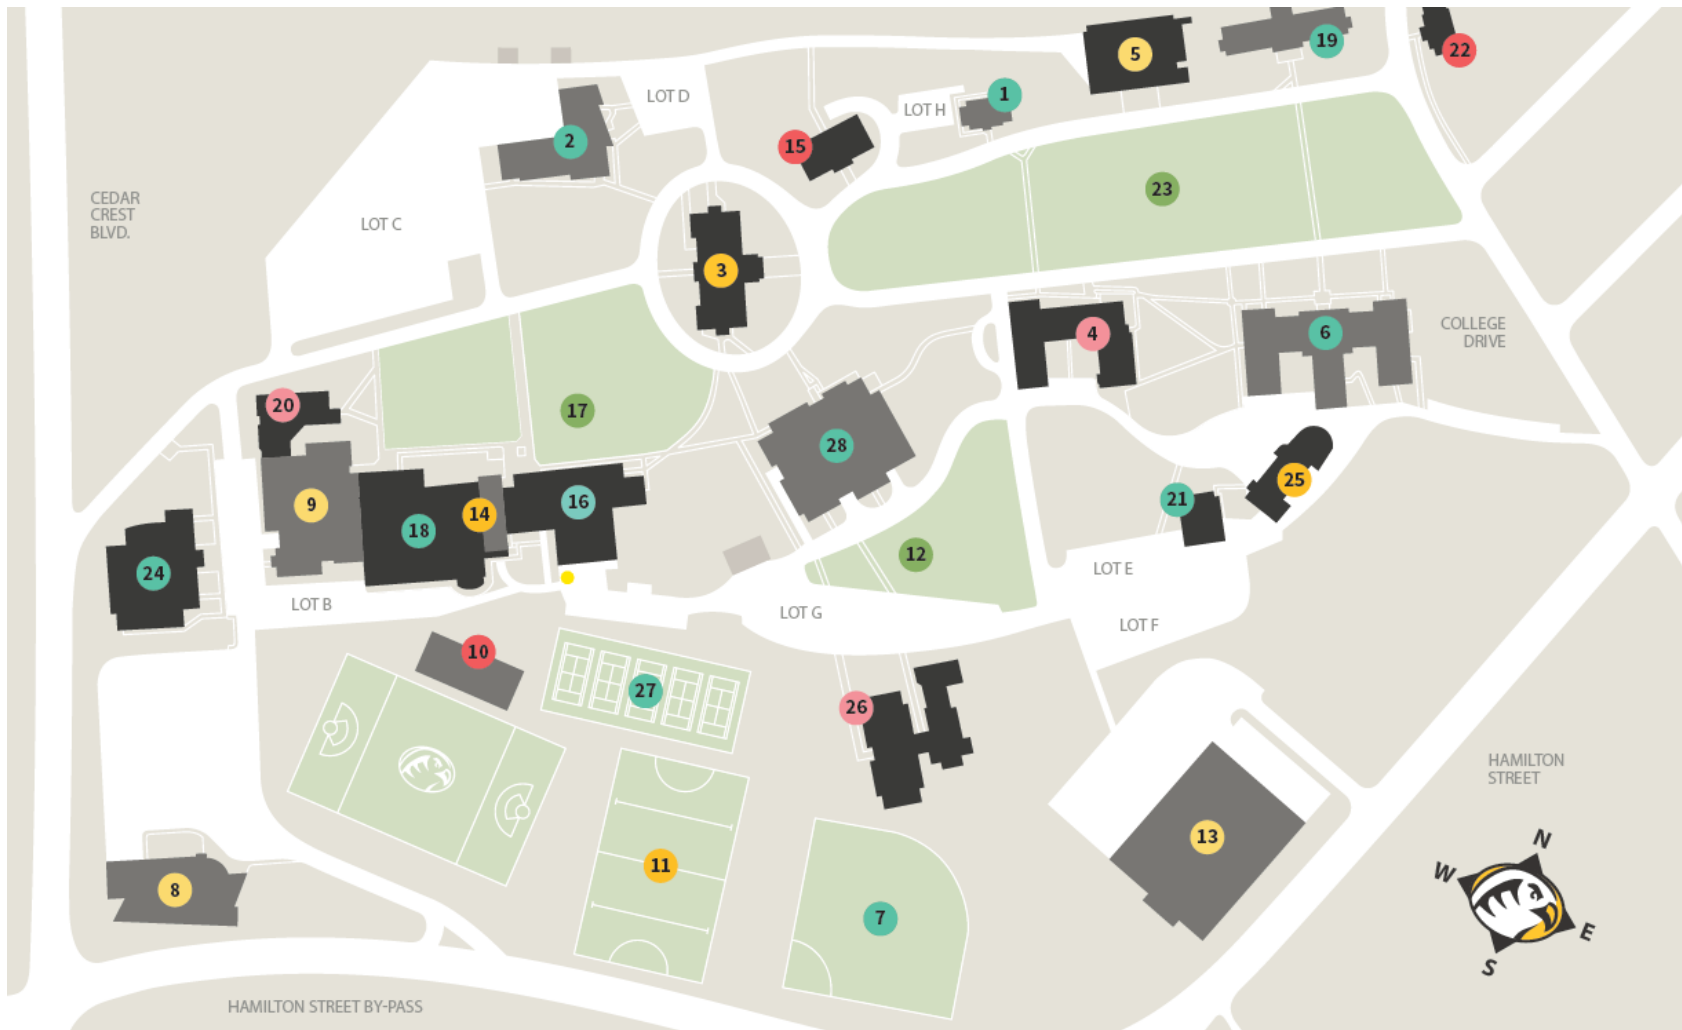 5
19
22
1
LOT D
LOT H
2
15
23
CEDAR
CREST
BLVD.
LOT C
3
4
6
COLLEGE
DRIVE
20
17
28
9
14
16
18
25
21
12
24
LOT E
LOT B
LOT G
LOT F
10
27
26
HAMILTON
STREET
13
11
8
7
N
W
E
S
HAMILTON STREET BY-PASS